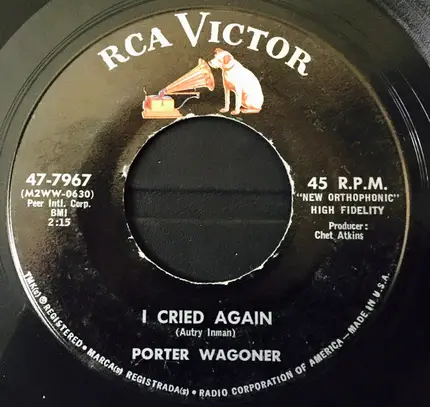 RCA VICTOR
47-7967
(M2WW-0630)
Peer Intl. Corp.
BMI
2:15
45 R.P.M.
"NEW ORTHOPHONIC"
HIGH FIDELITY
Producer:
Chet Atkins
I CRIED AGAIN
(Autry Inman)
PORTER WAGONER
TMK(s) ® REGISTERED • MARCA(s) REGISTRADA(s) • RADIO CORPORATION OF AMERICA—MADE IN U.S.A.